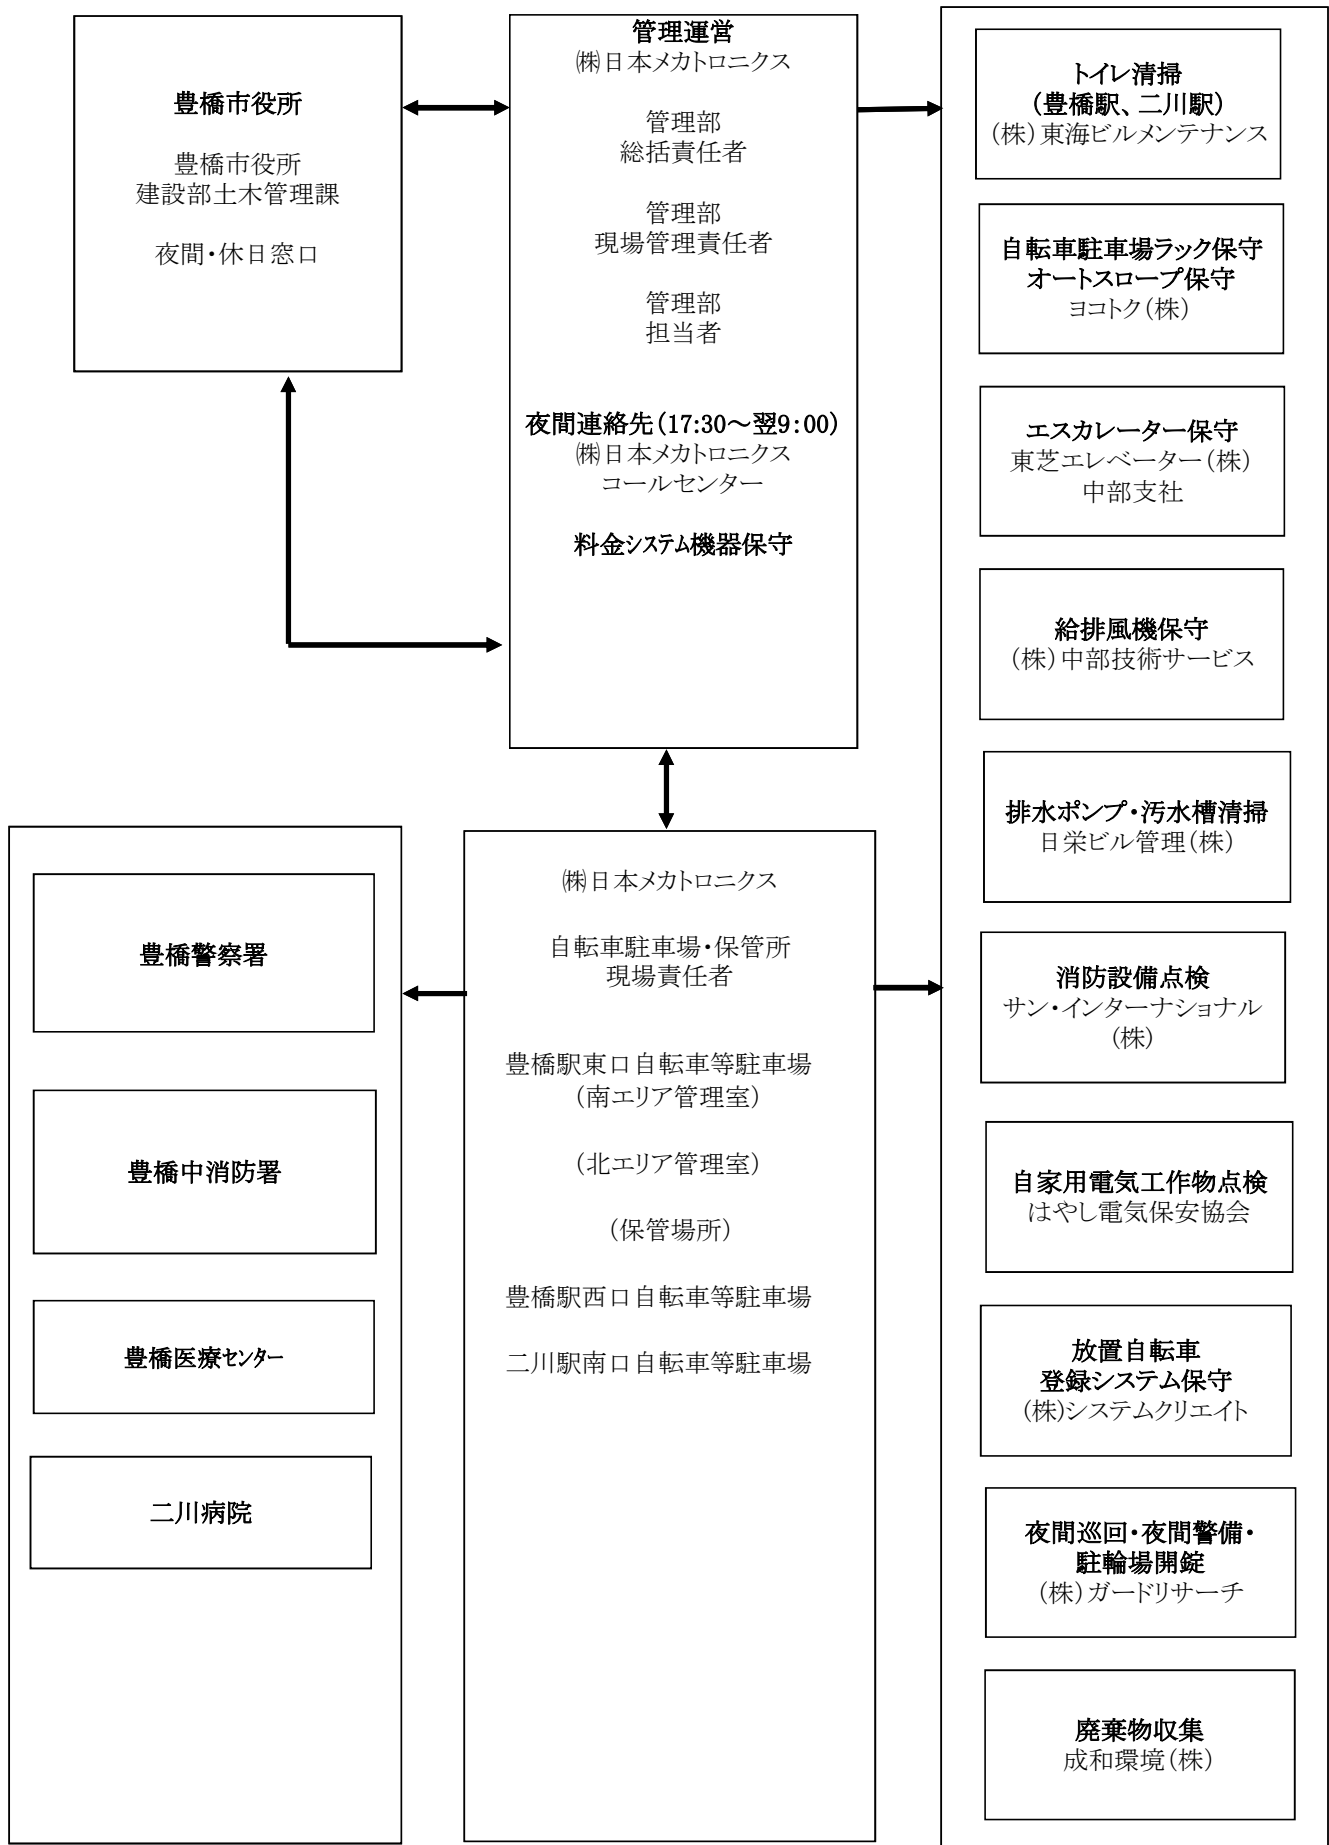 豊橋市役所
豊橋市役所
建設部土木管理課
夜間・休日窓口
管理運営
㈱日本メカトロニクス
管理部
総括責任者
管理部
現場管理責任者
管理部
担当者
夜間連絡先(17:30～翌9:00)
㈱日本メカトロニクス
コールセンター
料金システム機器保守
トイレ清掃
(豊橋駅、二川駅)
(株)東海ビルメンテナンス
自転車駐車場ラック保守
オートスロープ保守
ヨコトク(株)
エスカレーター保守
東芝エレベーター(株)
中部支社
給排風機保守
(株)中部技術サービス
排水ポンプ・汚水槽清掃
日栄ビル管理(株)
消防設備点検
サン・インターナショナル
(株)
自家用電気工作物点検
はやし電気保安協会
放置自転車
登録システム保守
(株)システムクリエイト
夜間巡回・夜間警備・
駐輪場開錠
(株)ガードリサーチ
廃棄物収集
成和環境(株)
㈱日本メカトロニクス
自転車駐車場・保管所
現場責任者
豊橋駅東口自転車等駐車場
(南エリア管理室)
(北エリア管理室)
(保管場所)
豊橋駅西口自転車等駐車場
二川駅南口自転車等駐車場
豊橋警察署
豊橋中消防署
豊橋医療センター
二川病院